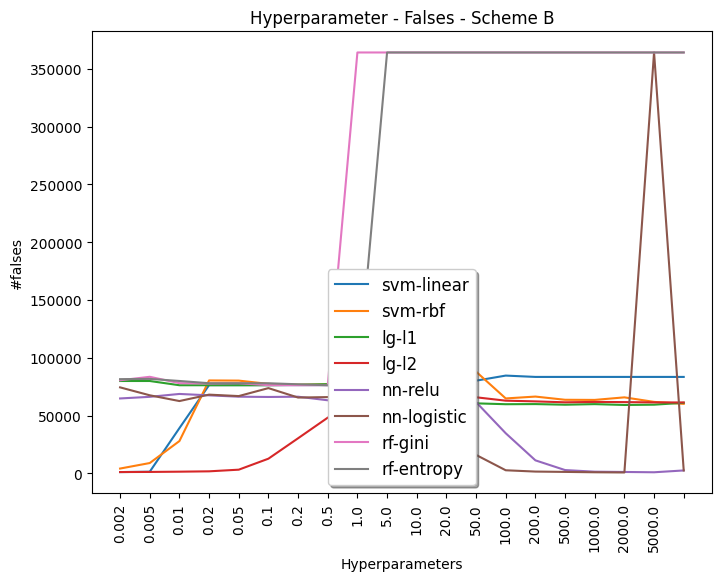 Hyperparameter - Falses - Scheme B
350000
300000
250000
200000
150000
100000
50000
0
#falses
svm-linear
svm-rbf
lg-l1
lg-l2
nn-relu
nn-logistic
rf-gini
rf-entropy
0.002
0.005
0.01
0.02
0.05
0.1
0.2
0.5
1.0
5.0
10.0
20.0
50.0
100.0
200.0
500.0
1000.0
2000.0
5000.0
Hyperparameters